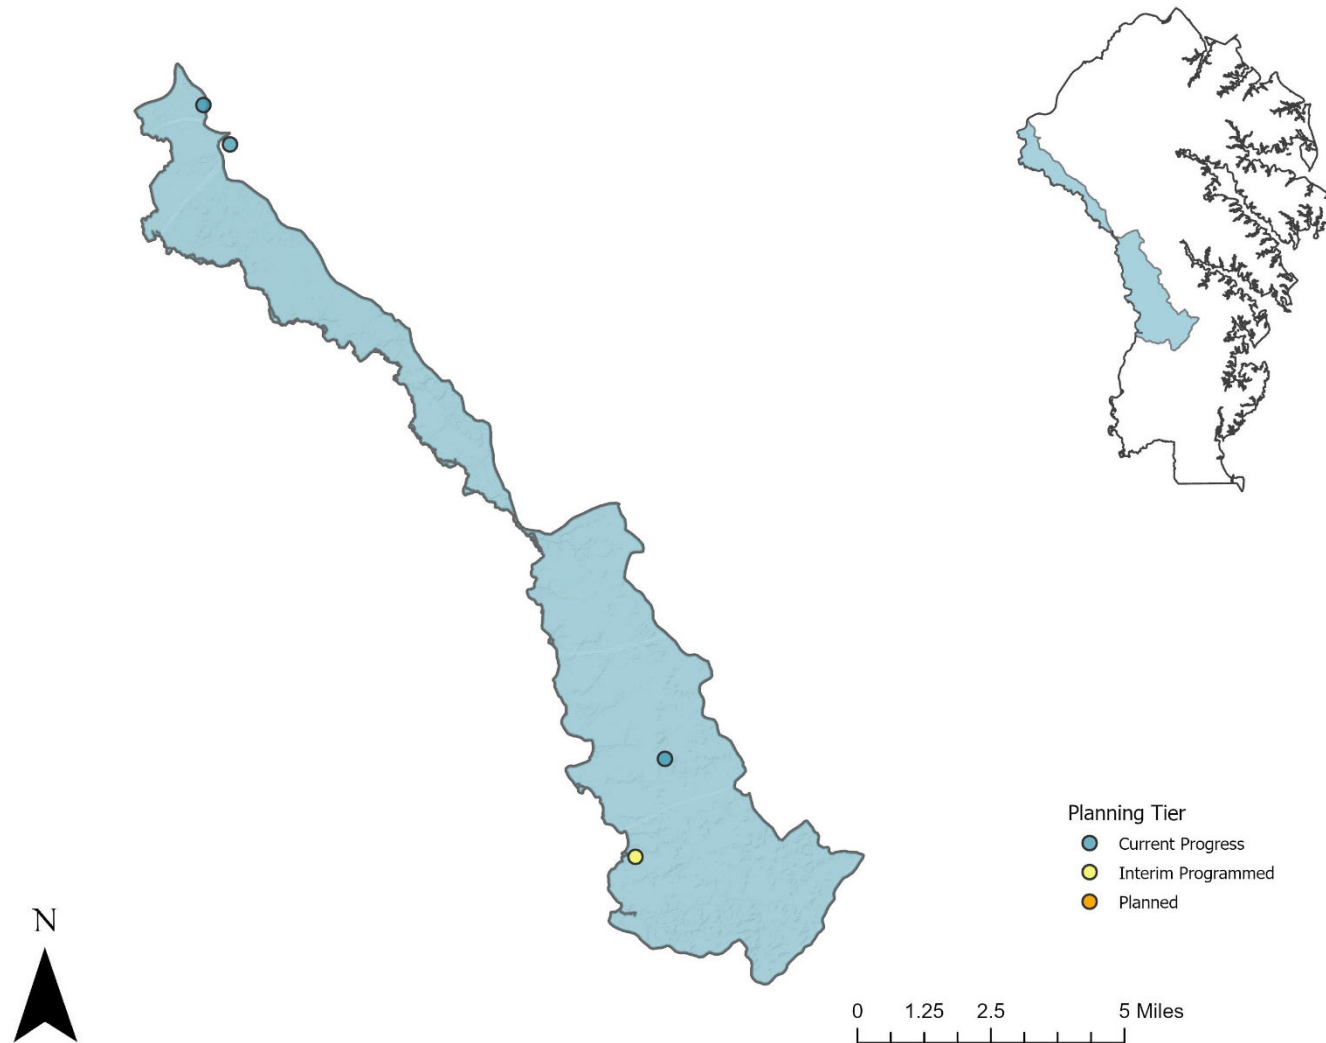 Planning Tier
Current Progress
Interim Programmed
Planned
N
0 1.25 2.5 5 Miles